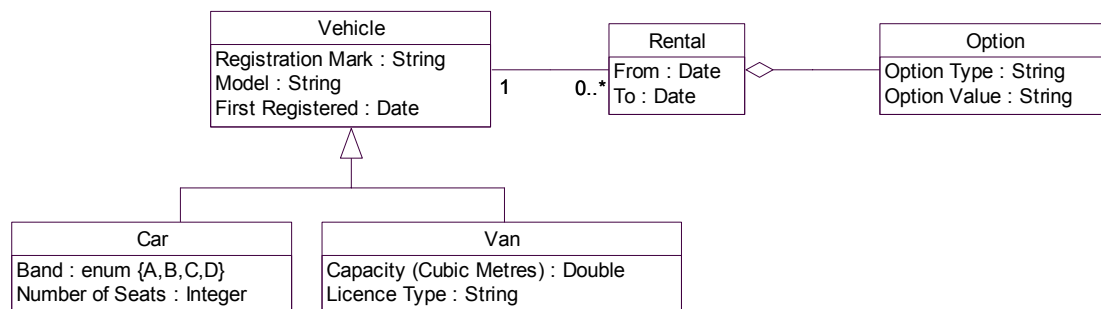 Vehicle
Registration Mark : String
Model : String
First Registered : Date
1
0..*
Rental
From : Date
To : Date
Option
Option Type : String
Option Value : String
Car
Band : enum {A,B,C,D}
Number of Seats : Integer
Van
Capacity (Cubic Metres) : Double
Licence Type : String